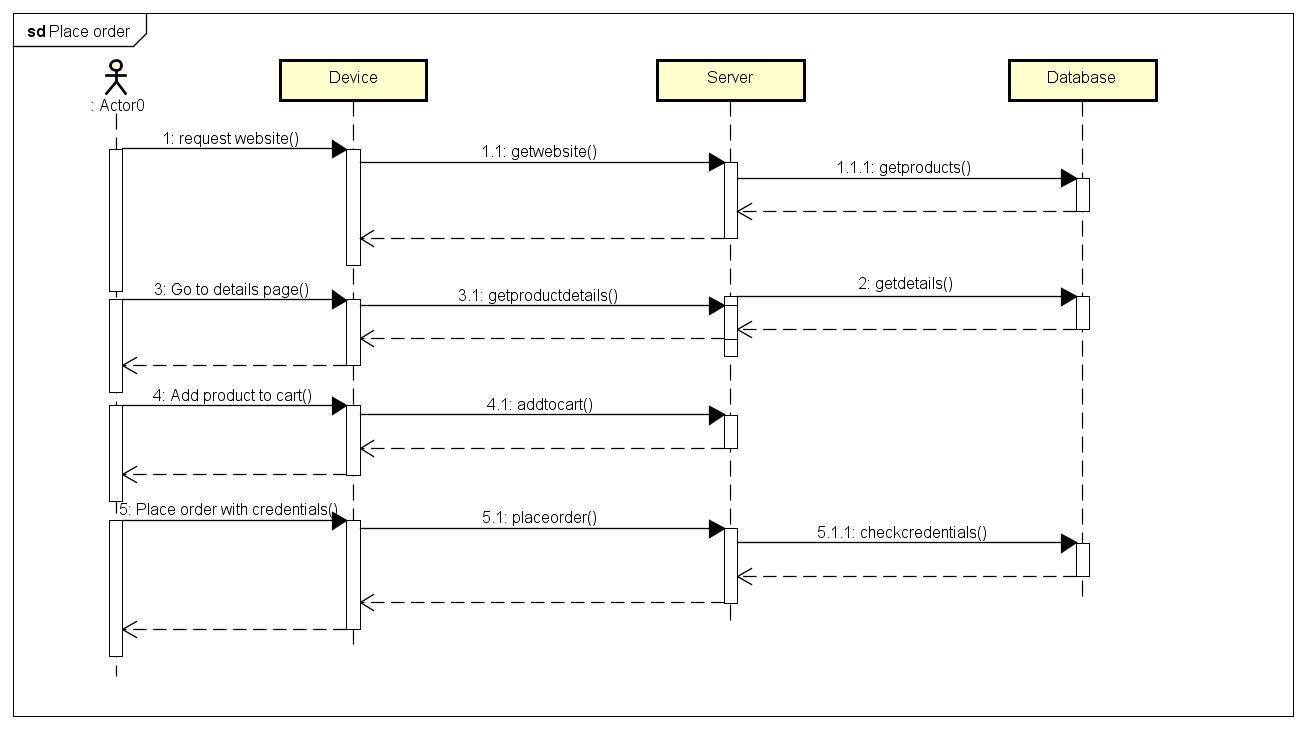 sd Place order
Device
Server
Database
: Actor0
1: request website()
1.1: getwebsite()
1.1.1: getproducts()
3: Go to details page()
3.1: getproductdetails()
2: getdetails()
4: Add product to cart()
4.1: addtocart()
5: Place order with credentials()
5.1: placeorder()
5.1.1: checkcredentials()